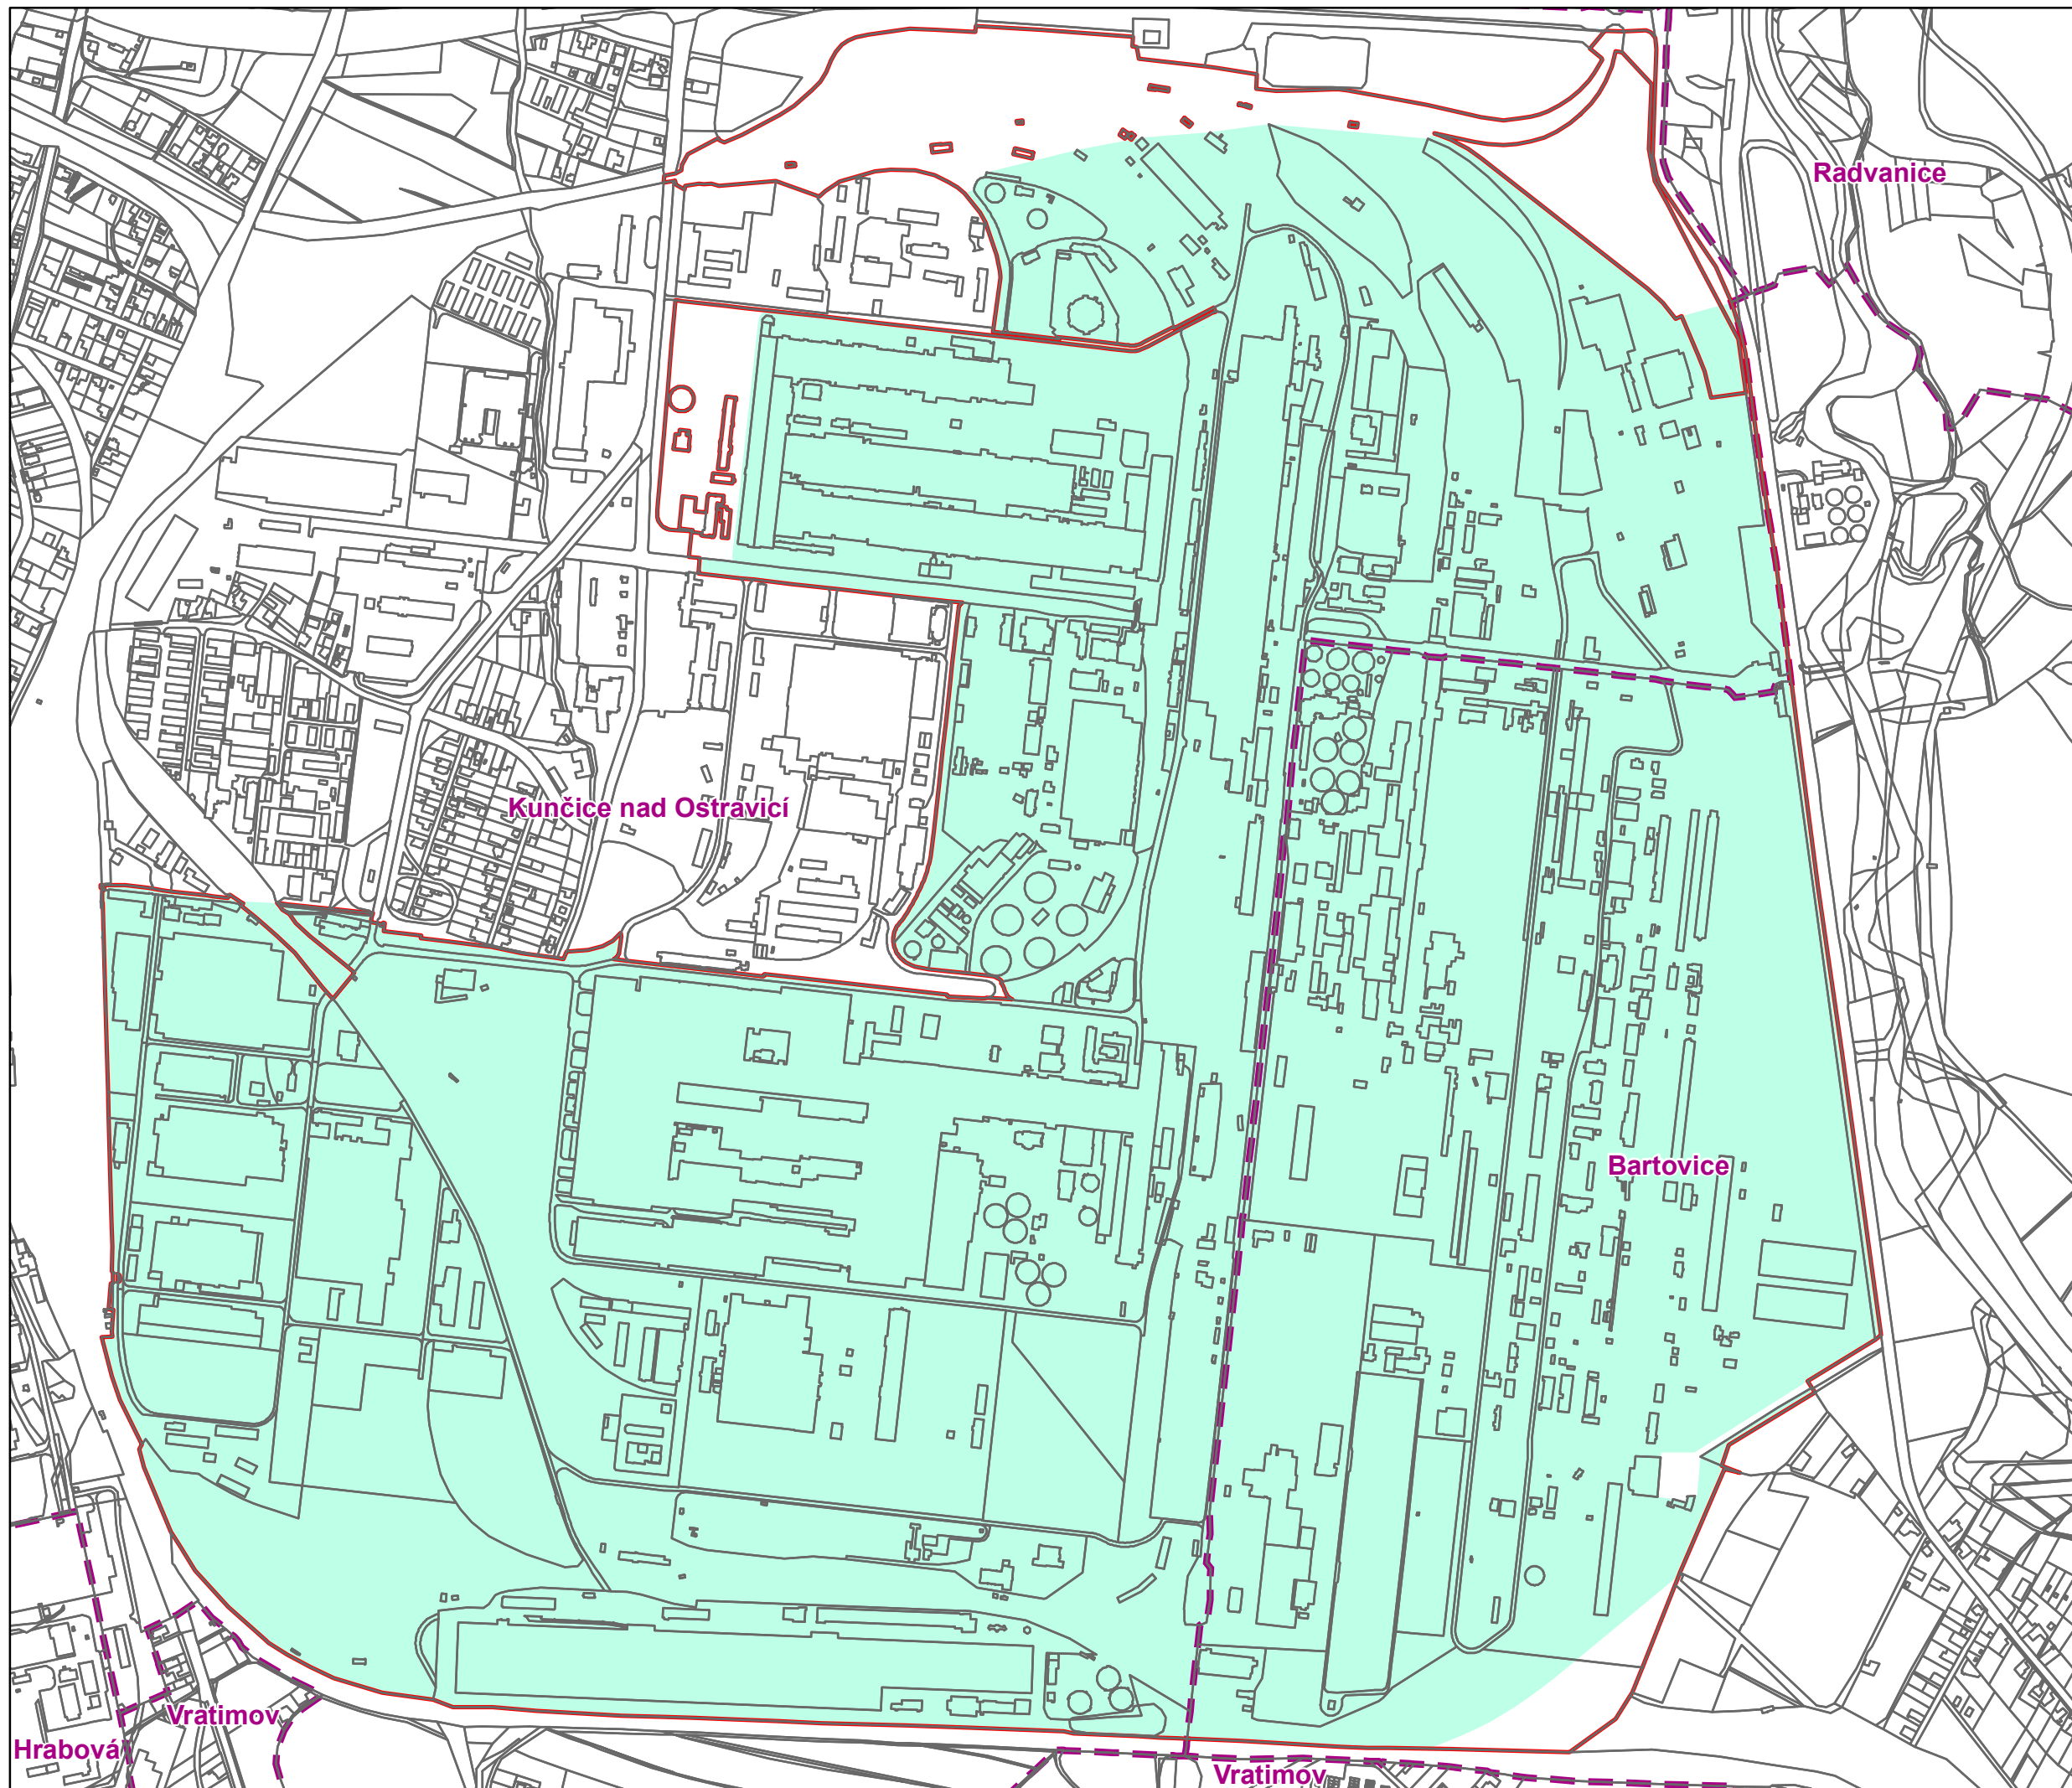 Radvanice
Kunčice nad Ostravicí
Bartovice
Vratimov
Hrabová
Vratimov